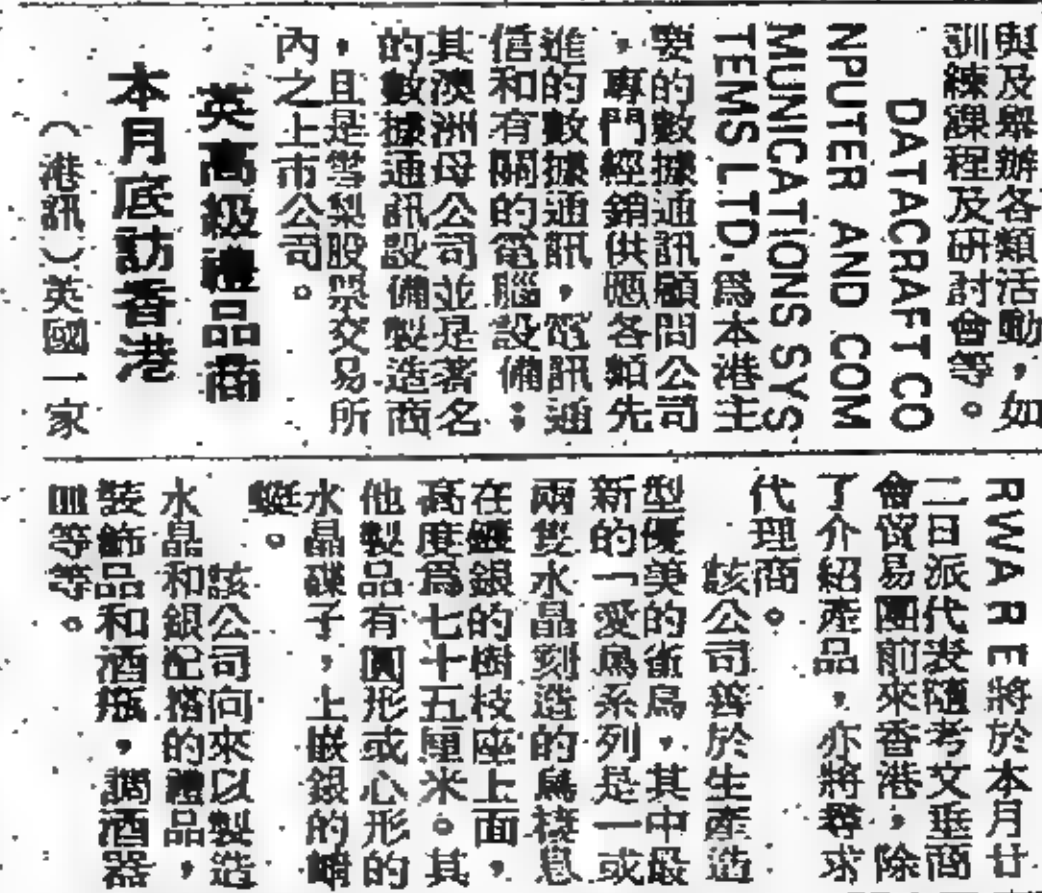 與及舉辦各類活動，如
訓練課程及研討會等。
DATACRAFT CO
NPUTER AND COM
MUNICATIONS SYS
TEMS LTD.爲本港主
要的數據通訊顧問公司
，專門經銷供應各類先
進的數據通訊，電訊通
信和有關的電腦設備；
其澳洲母公司並是著名
的數據通訊設備製造商
，且是雪梨股票交易所
內之上市公司。
英高級禮品商
本月底訪香港
（港訊）英國一家
RWARE將於本月廿
二日派代表隨考文垂商
會貿易團前來香港，除
了介紹產品，亦將尋求
代理商。
該公司善於生產造
型優美的雀鳥，其中最
新的「愛鳥系列是一或
兩隻水晶刻造的鳥棲息
在鍍銀的樹枝座上面，
高度爲七十五厘米。其
他製品有圓形或心形的
水晶碟子，上嵌銀的蜻
蜓。
該公司向來以製造
水晶和銀配搭的禮品，
裝飾品和酒瓶，調酒器
皿等等。